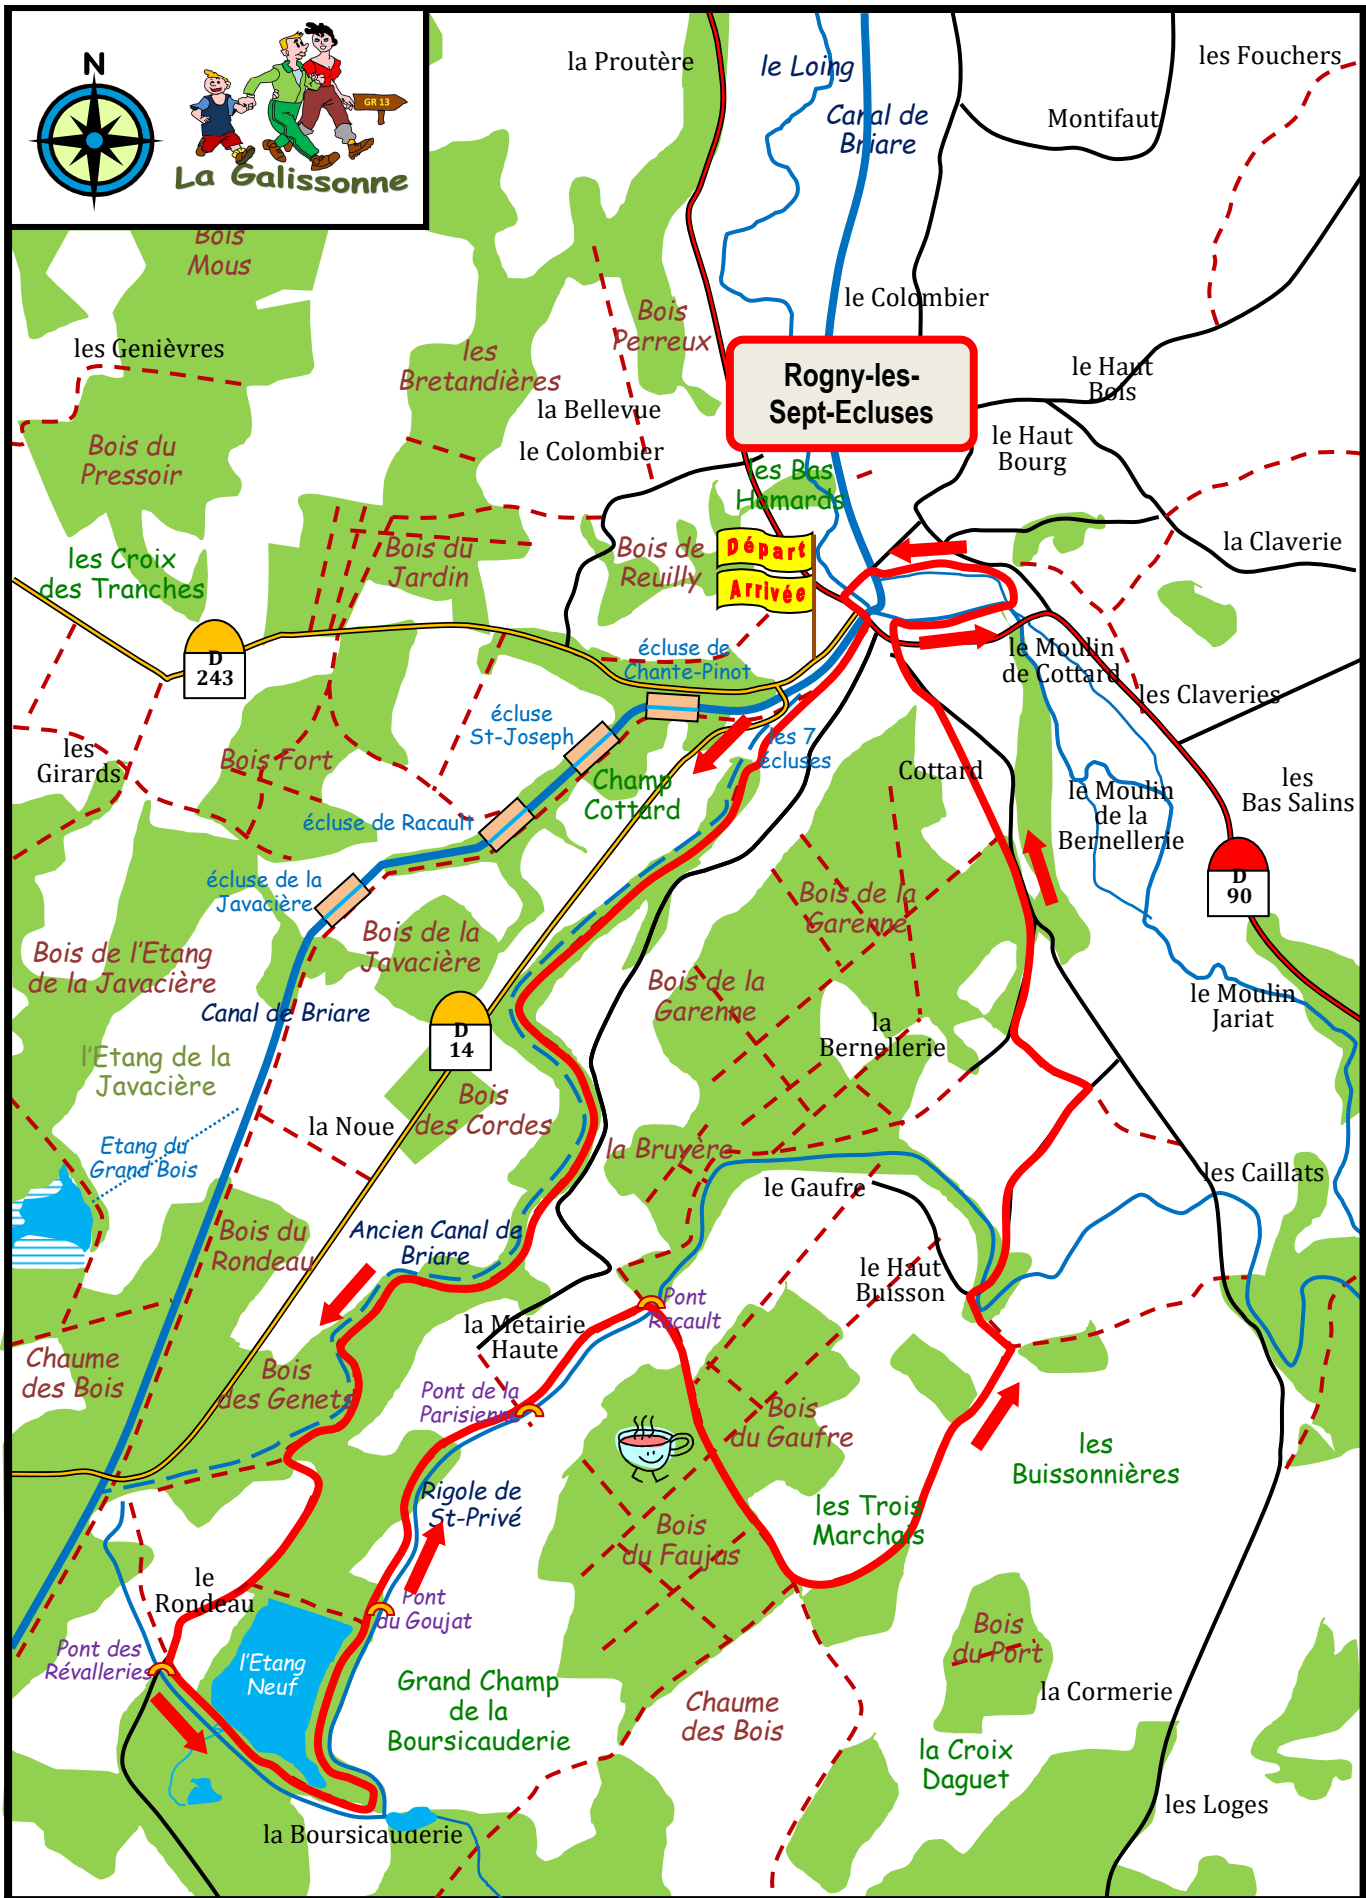 N
GR 13
La Galissonne
la Proutère
le Loing
Canal de
Briare
les Fouchers
Montifaut
Bois
Mous
le Colombier
Bois
Perreux
les Genièvres
les
Bretandières
Rogny-les-
Sept-Ecluses
le Haut
Bois
la Bellevue
le Colombier
Bois du
Pressoir
le Haut
Bourg
les Bas
Hamards
la Claverie
Bois du
Jardin
Bois de
Reuilly
Départ
Arrivée
les Croix
des Tranches
D
243
écluse de
Chante-Pinot
le Moulin
de Cottard
les Claveries
écluse
St-Joseph
les 7
écluses
les
Girards
Bois Fort
Champ
Cottard
Cottard
le Moulin
de la
Bernellerie
les
Bas Salins
écluse de Racault
D
90
écluse de la
Javacière
Bois de la
Garenne
Bois de l'Etang
de la Javacière
Bois de la
Javacière
Bois de la
Garenne
Canal de Briare
le Moulin
Jariat
D
14
la
Bernellerie
l'Etang de la
Javacière
Bois
des Cordes
la Noue
la Bruyère
Etang du
Grand Bois
le Gaufre
les Caillats
Bois du
Rondeau
Ancien Canal de
Briare
le Haut
Buisson
Pont
Racault
la Métairie
Haute
Chaume
des Bois
Bois
des Genets
Pont de la
Parisienne
Bois
du Gaufre
les
Buissonnières
Rigole de
St-Privé
les Trois
Marchais
Bois
du Faujas
le
Rondeau
Pont
du Goujat
Bois
du Port
Pont des
Révalleries
l'Etang
Neuf
Grand Champ
de la
Boursicauderie
la Cormerie
Chaume
des Bois
la Croix
Daguet
les Loges
la Boursicauderie